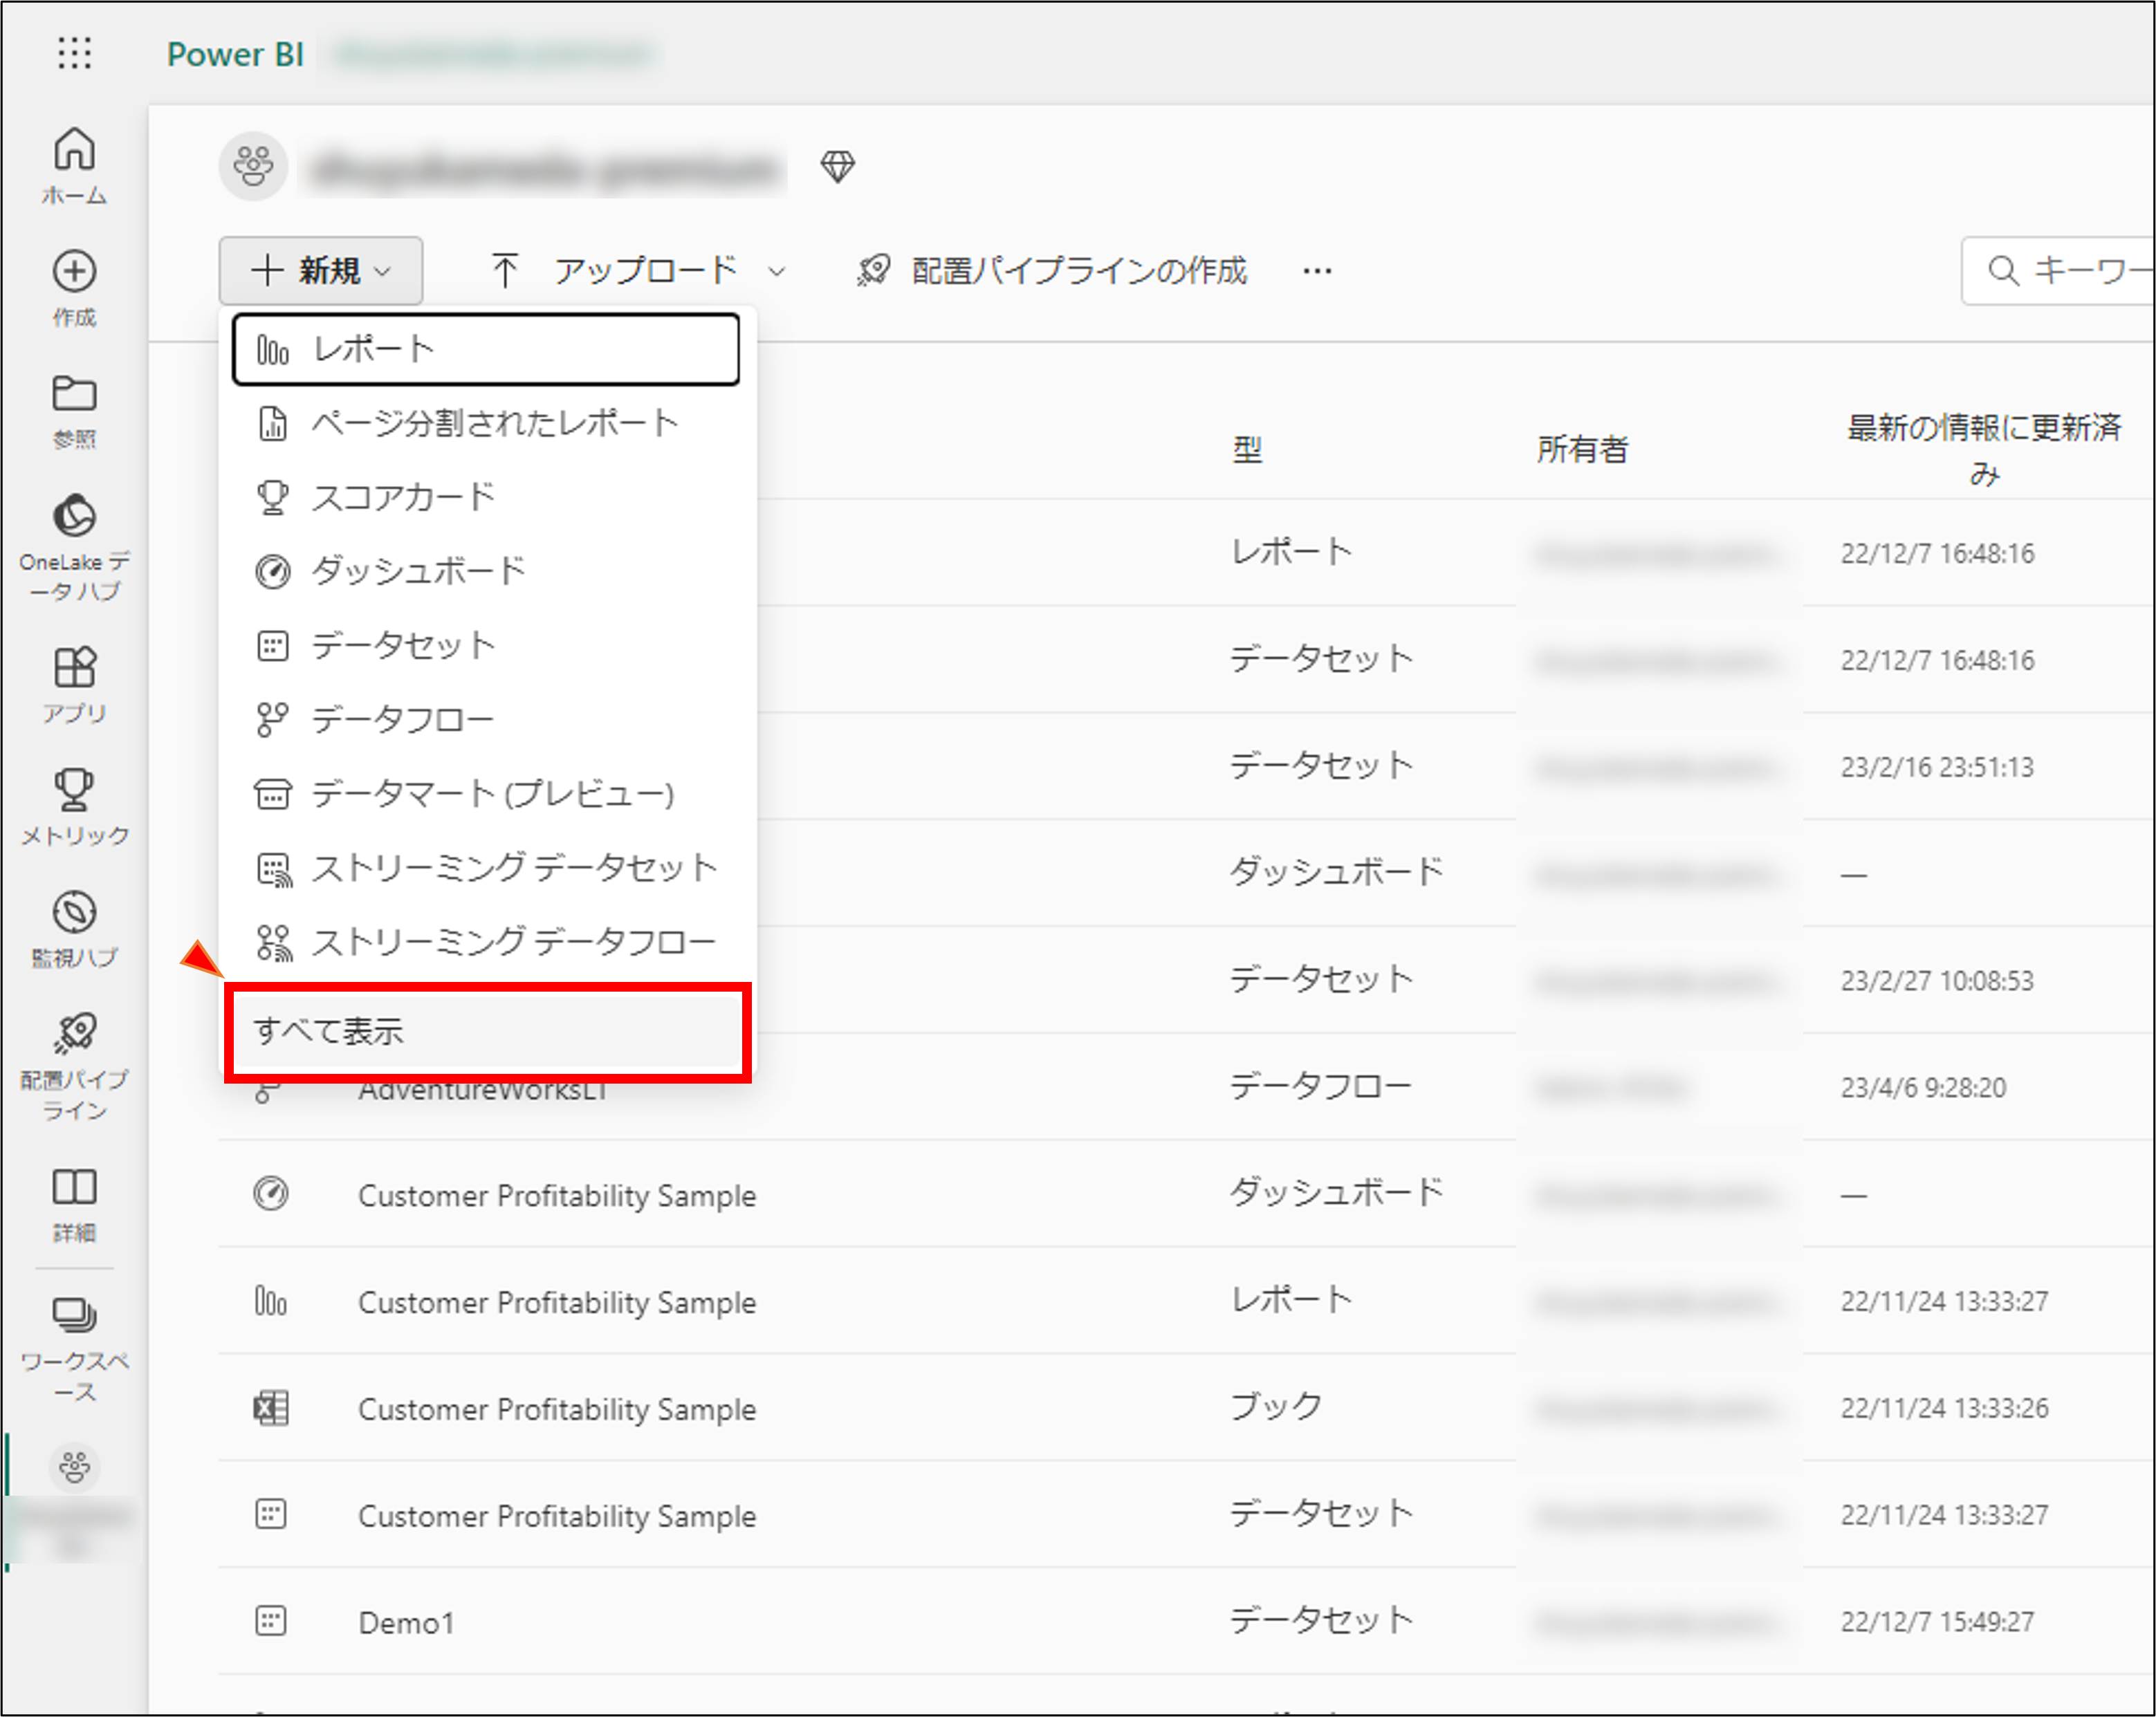 Power BI
ホーム
作成
参照
OneLake デ
ータ ハブ
アプリ
メトリック
監視ハブ
配置パイプ
ライン
詳細
ワークスペ
ース
新規
アップロード
配置パイプラインの作成
キーワー
レポート
ページ分割されたレポート
スコアカード
ダッシュボード
データセット
データフロー
データマート (プレビュー)
ストリーミング データセット
ストリーミング データフロー
すべて表示
型 所有者 最新の情報に更新済
み
レポート 22/12/7 16:48:16
データセット 22/12/7 16:48:16
データセット 23/2/16 23:51:13
ダッシュボード —
データセット 23/2/27 10:08:53
AdventureWorksLT データフロー 23/4/6 9:28:20
Customer Profitability Sample ダッシュボード —
Customer Profitability Sample レポート 22/11/24 13:33:27
Customer Profitability Sample ブック 22/11/24 13:33:26
Customer Profitability Sample データセット 22/11/24 13:33:27
Demo1 データセット 22/12/7 15:49:27